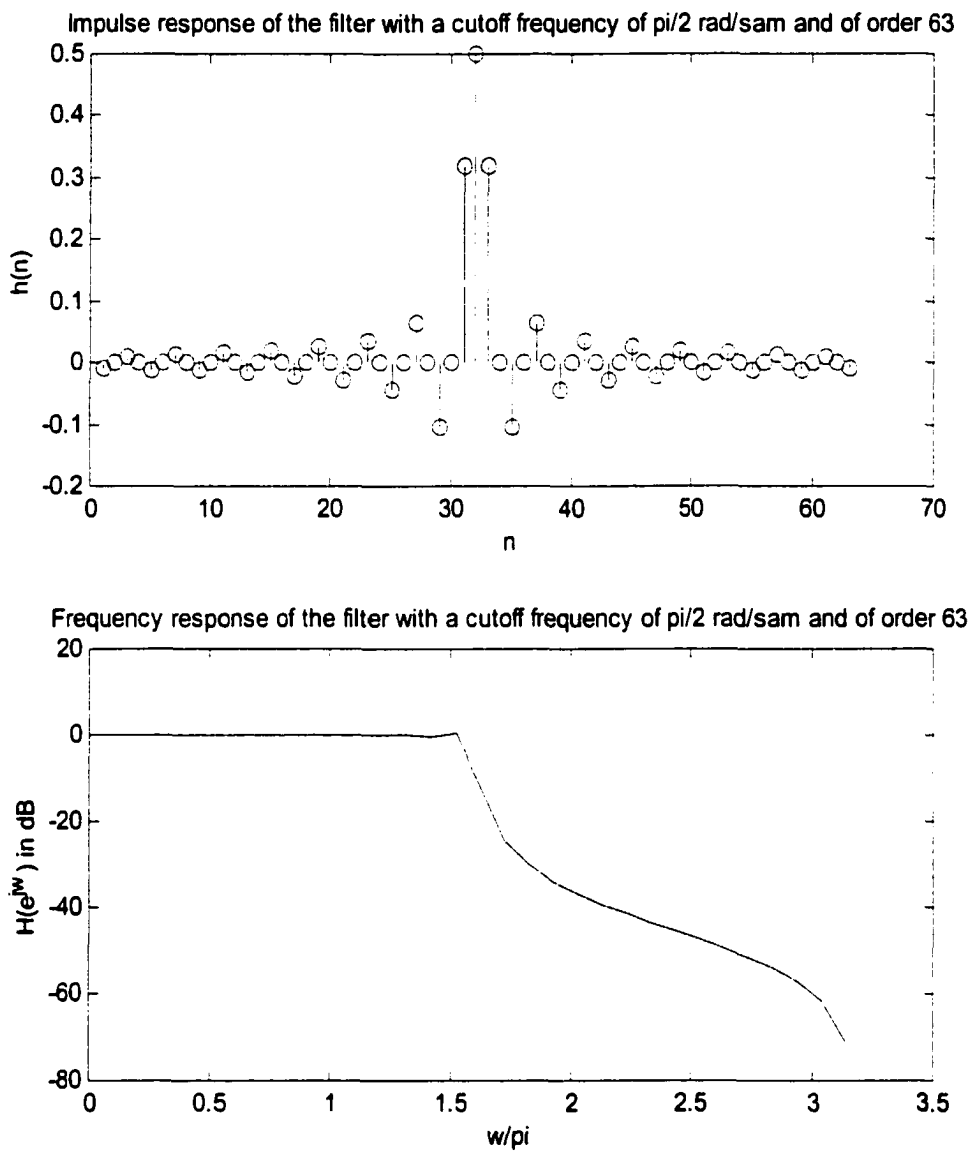 Impulse response of the filter with a cutoff frequency of pi/2 rad/sam and of order 63
0.5
0.4
0.3
0.2
0.1
0
-0.1
-0.2
h(n)
0 10 20 30 40 50 60 70
n
Frequency response of the filter with a cutoff frequency of pi/2 rad/sam and of order 63
20
0
-20
-40
-60
-80
H(e^jw) in dB
0 0.5 1 1.5 2 2.5 3 3.5
w/pi